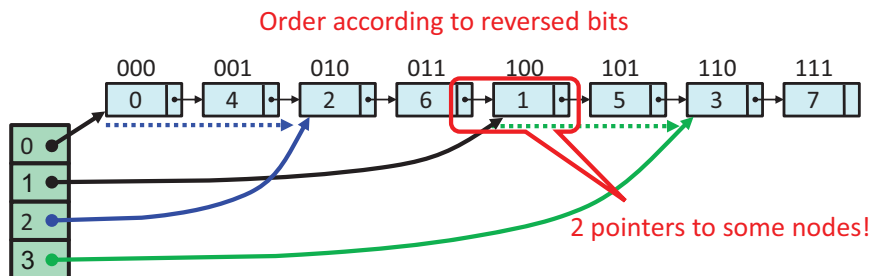 Order according to reversed bits
000 001 010 011 100 101 110 111
0 4 2 6 1 5 3 7
0
1
2
2 pointers to some nodes!
3